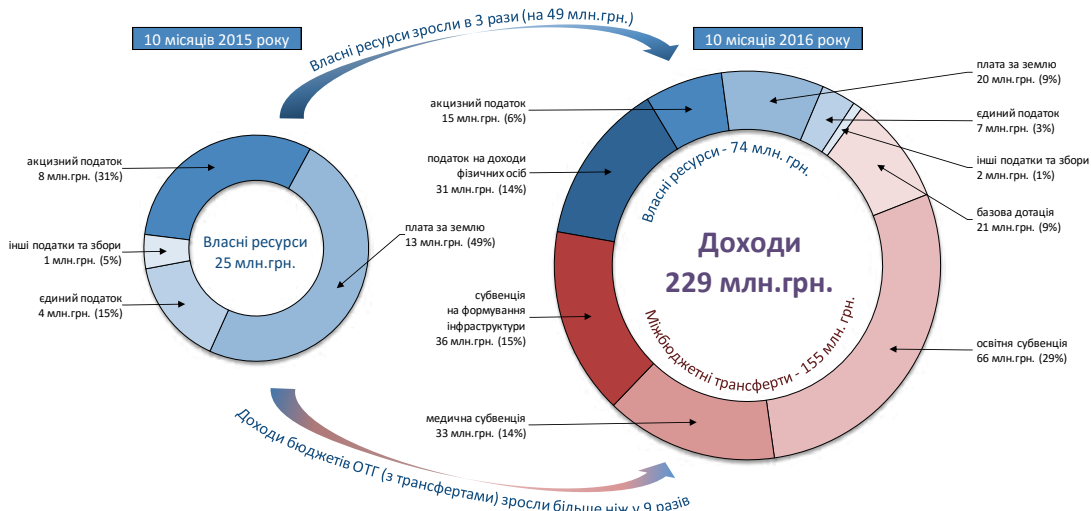 Власні ресурси зросли в 3 рази (на 49 млн.грн.)
10 місяців 2015 року
10 місяців 2016 року
акцизний податок
8 млн.грн. (31%)
інші податки та збори
1 млн.грн. (5%)
єдиний податок
4 млн.грн. (15%)
Власні ресурси
25 млн.грн.
плата за землю
13 млн.грн. (49%)
акцизний податок
15 млн.грн. (6%)
податок на доходи
фізичних осіб
31 млн.грн. (14%)
субвенція
на формування
інфраструктури
36 млн.грн. (15%)
медична субвенція
33 млн.грн. (14%)
Власні ресурси - 74 млн. грн.
Доходи
229 млн.грн.
Міжбюджетні трансферти - 155 млн. грн.
плата за землю
20 млн.грн. (9%)
єдиний податок
7 млн.грн. (3%)
інші податки та збори
2 млн.грн. (1%)
базова дотація
21 млн.грн. (9%)
освітня субвенція
66 млн.грн. (29%)
Доходи бюджетів ОТГ (з трансфертами) зросли більше ніж у 9 разів